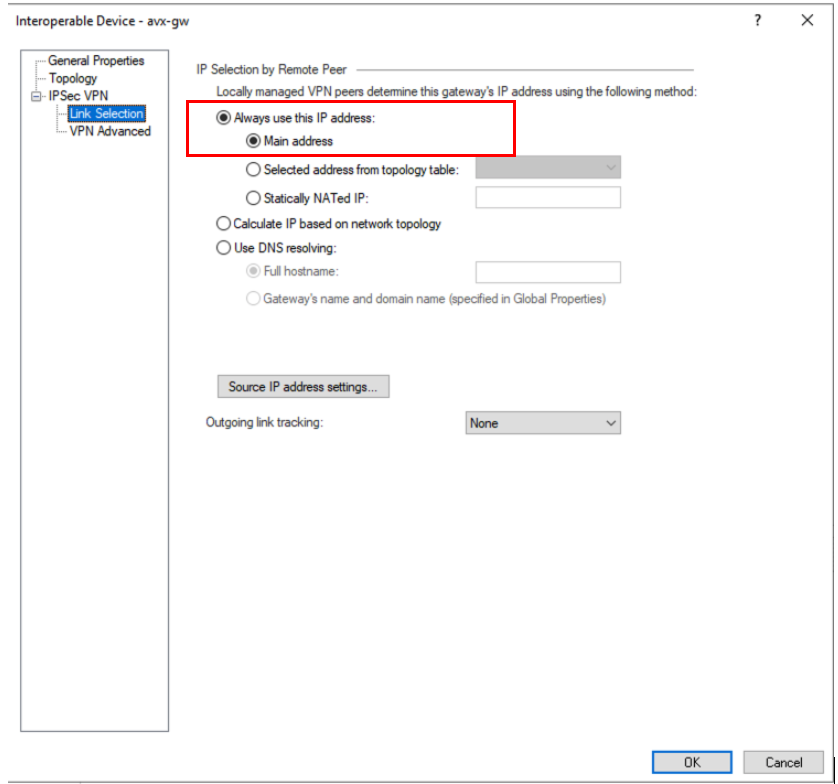 Interoperable Device - avx-gw
?
General Properties
Topology
IPSec VPN
Link Selection
VPN Advanced
IP Selection by Remote Peer
Locally managed VPN peers determine this gateway's IP address using the following method:
Always use this IP address:
Main address
Selected address from topology table:
Statically NATed IP:
Calculate IP based on network topology
Use DNS resolving:
Full hostname:
Gateway's name and domain name (specified in Global Properties)
Source IP address settings...
Outgoing link tracking:
None
OK
Cancel